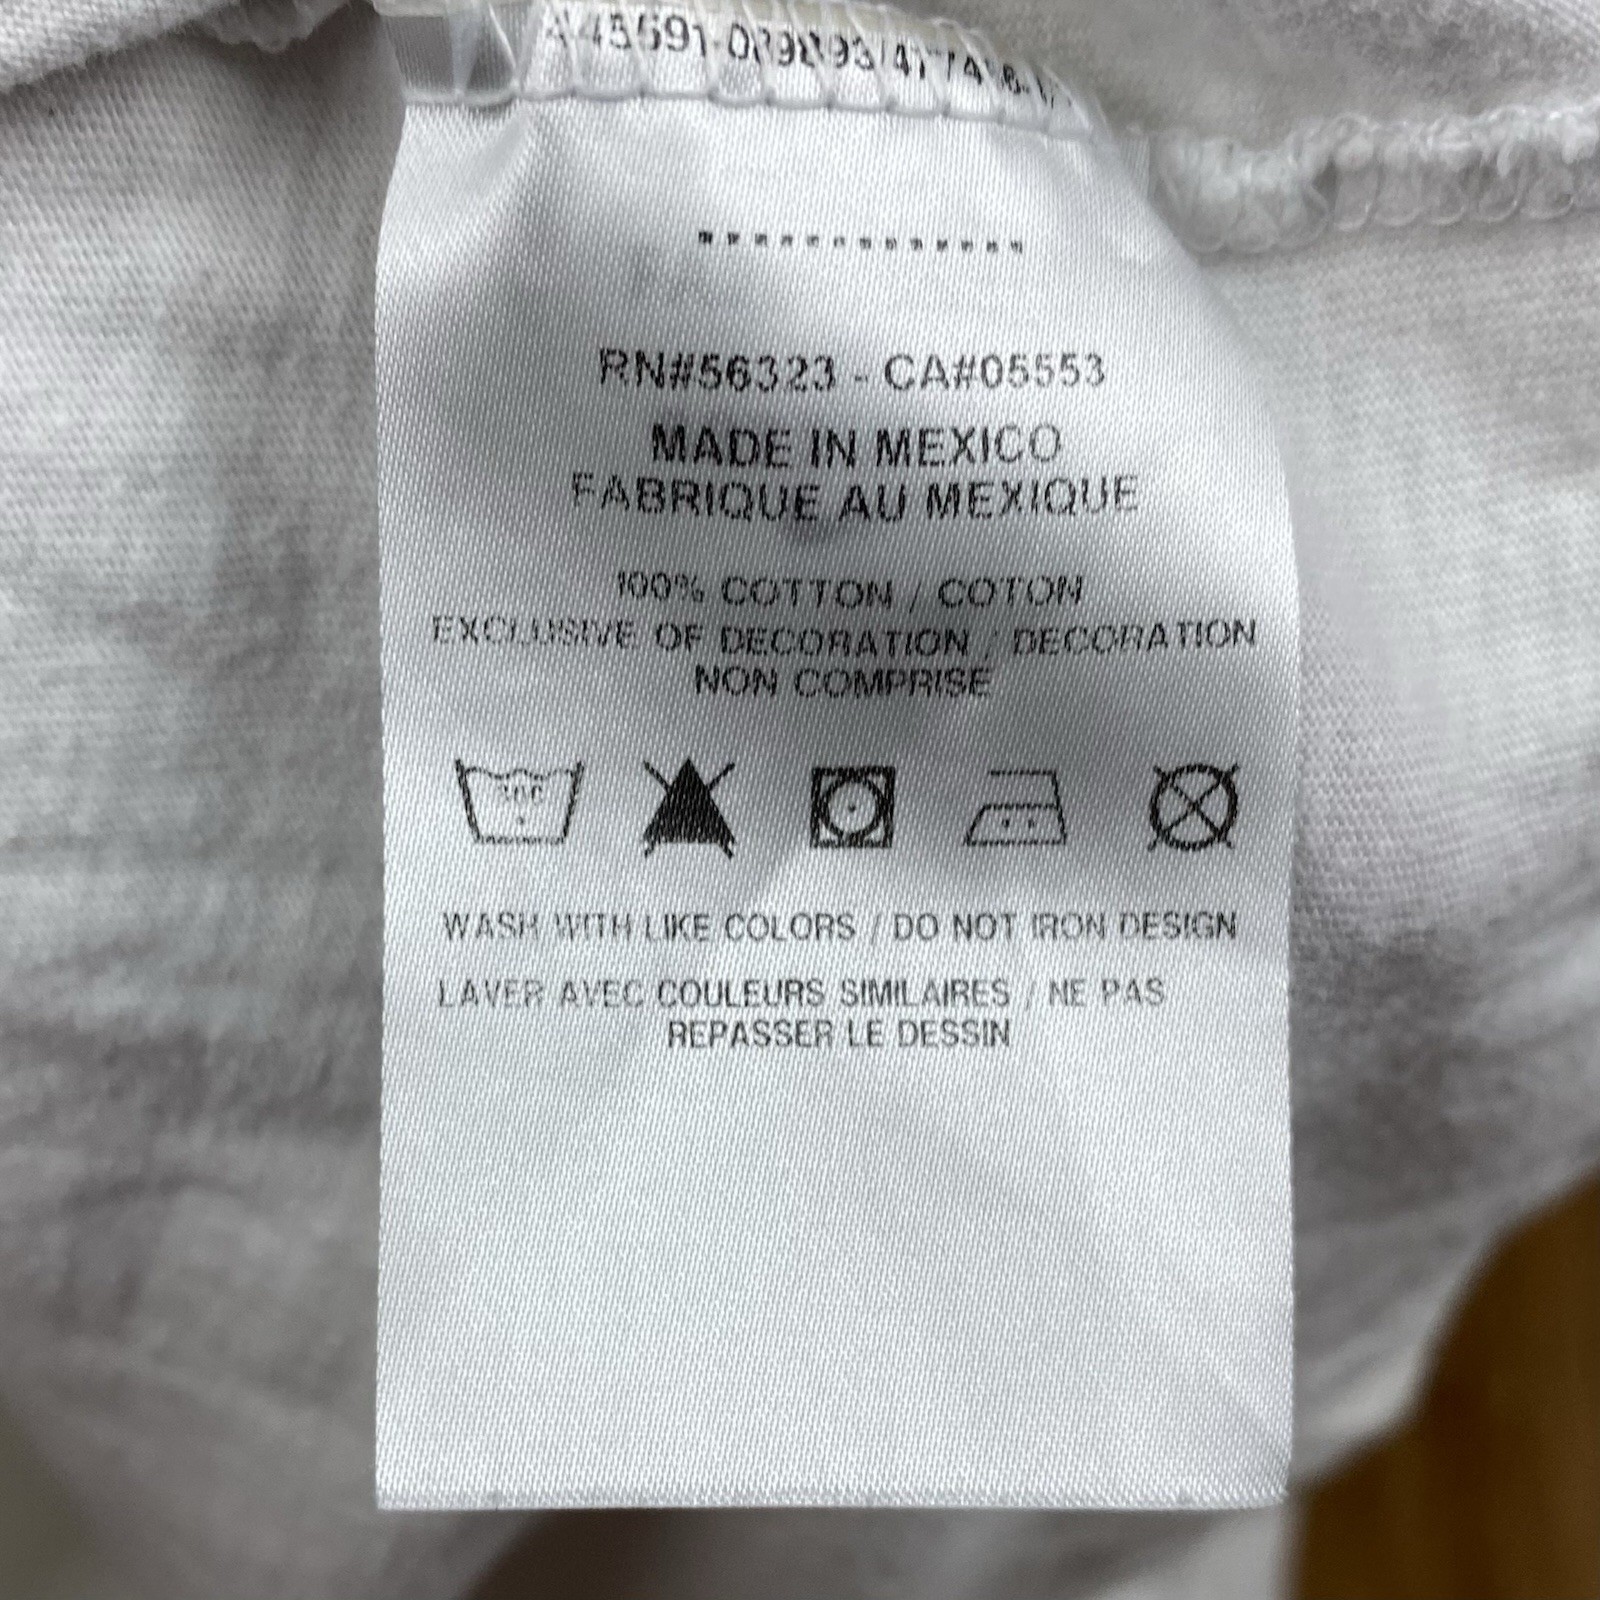 RN#56323 - CA#05553
MADE IN MEXICO
FABRIQUE AU MEXIQUE
100% COTTON / COTON
EXCLUSIVE OF DECORATION / DECORATION
NON COMPRISE
WASH WITH LIKE COLORS / DO NOT IRON DESIGN
LAVER AVEC COULEURS SIMILAIRES / NE PAS
REPASSER LE DESSIN